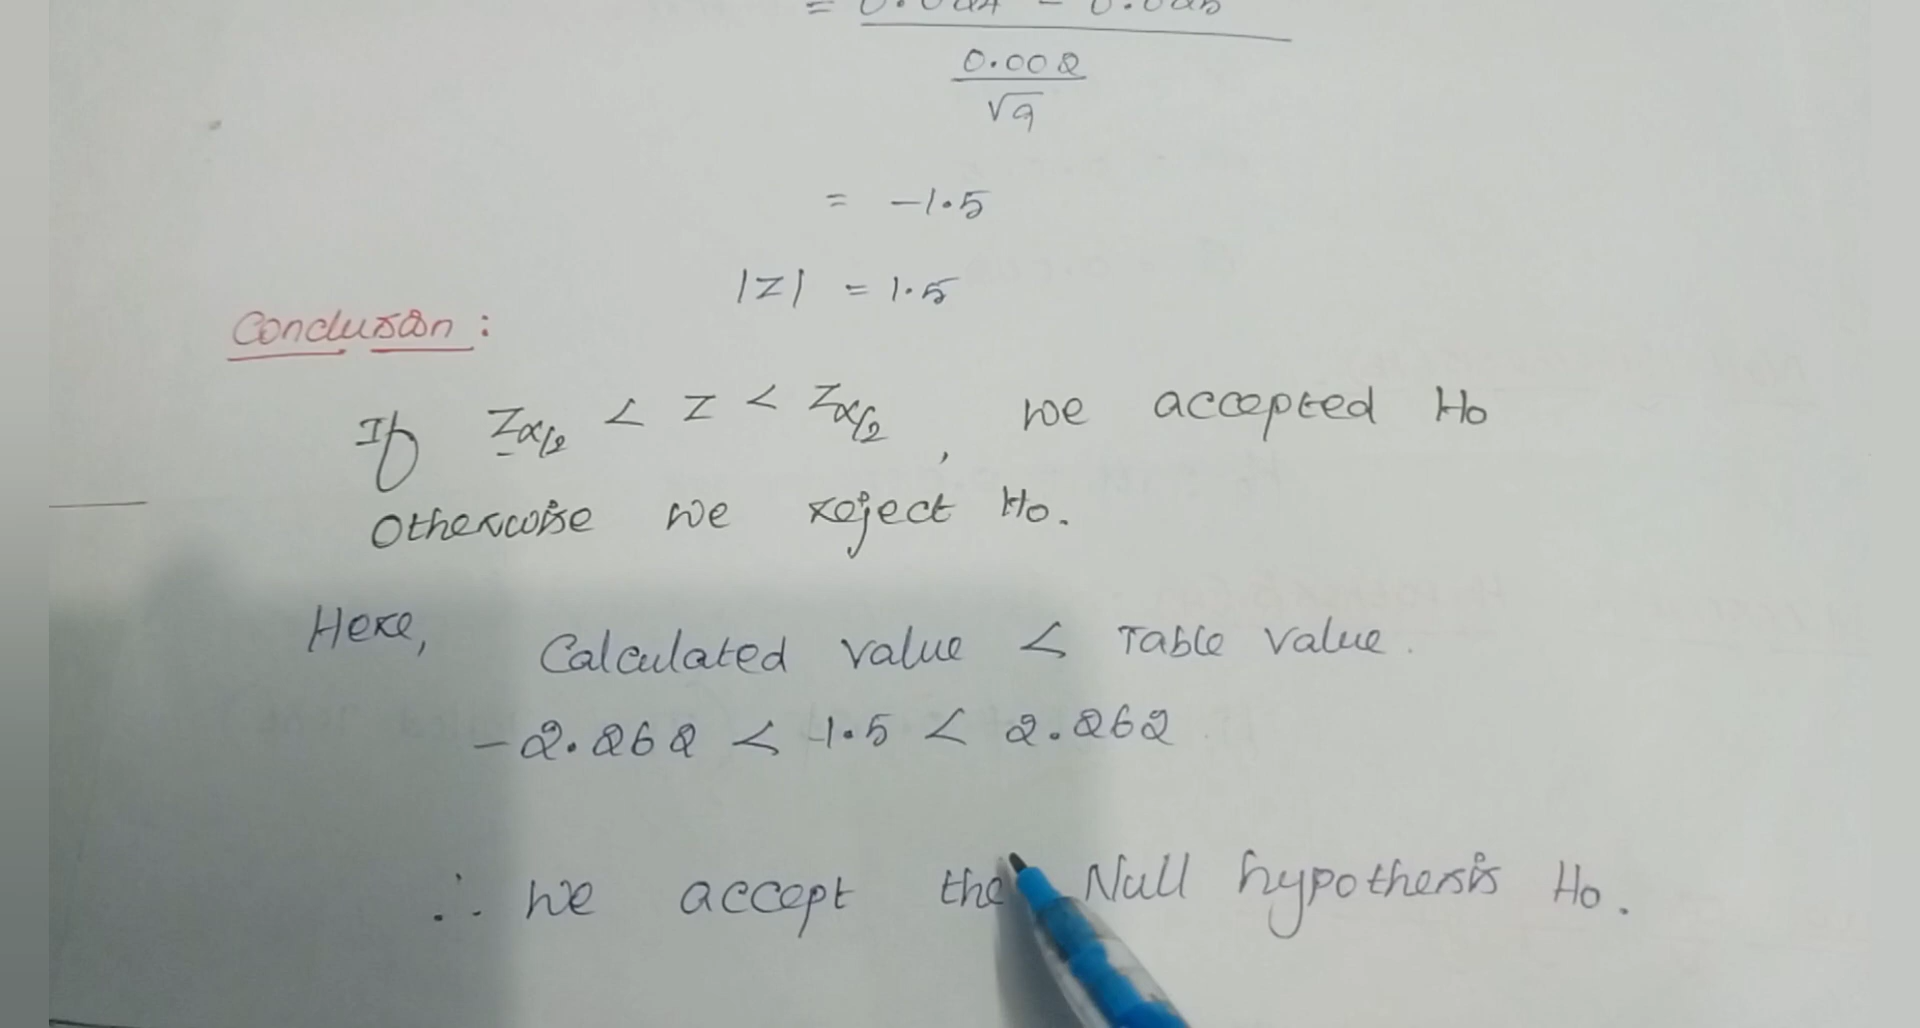 =
0.002
√9
= -1.5
|Z| = 1.5
Conclusion :
If Zα/2 < Z < Zα/2 , we accepted Ho
Otherwise we reject Ho.
Here, Calculated value < Table value.
-2.262 < -1.5 < 2.262
∴ we accept the Null hypothesis Ho.